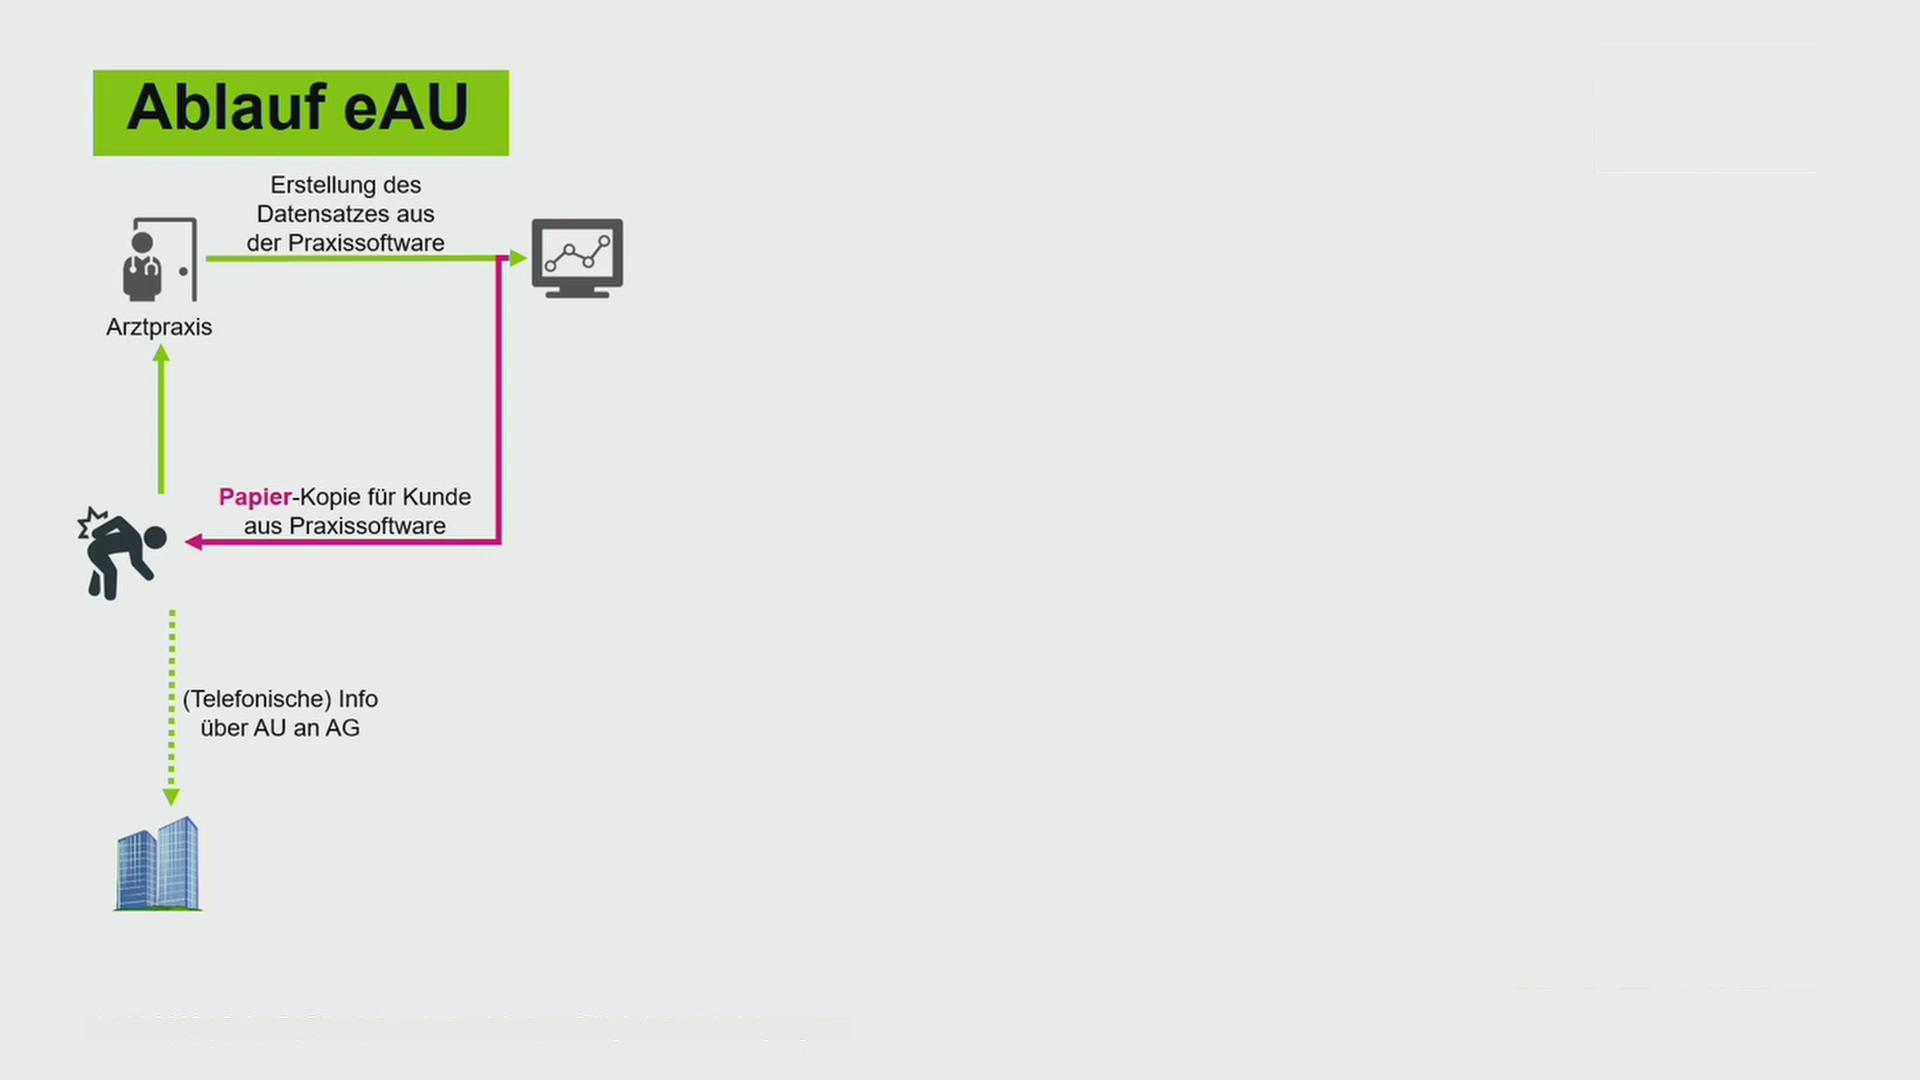 Ablauf eAU
Erstellung des
Datensatzes aus
der Praxissoftware
Arztpraxis
Papier-Kopie für Kunde
aus Praxissoftware
(Telefonische) Info
über AU an AG